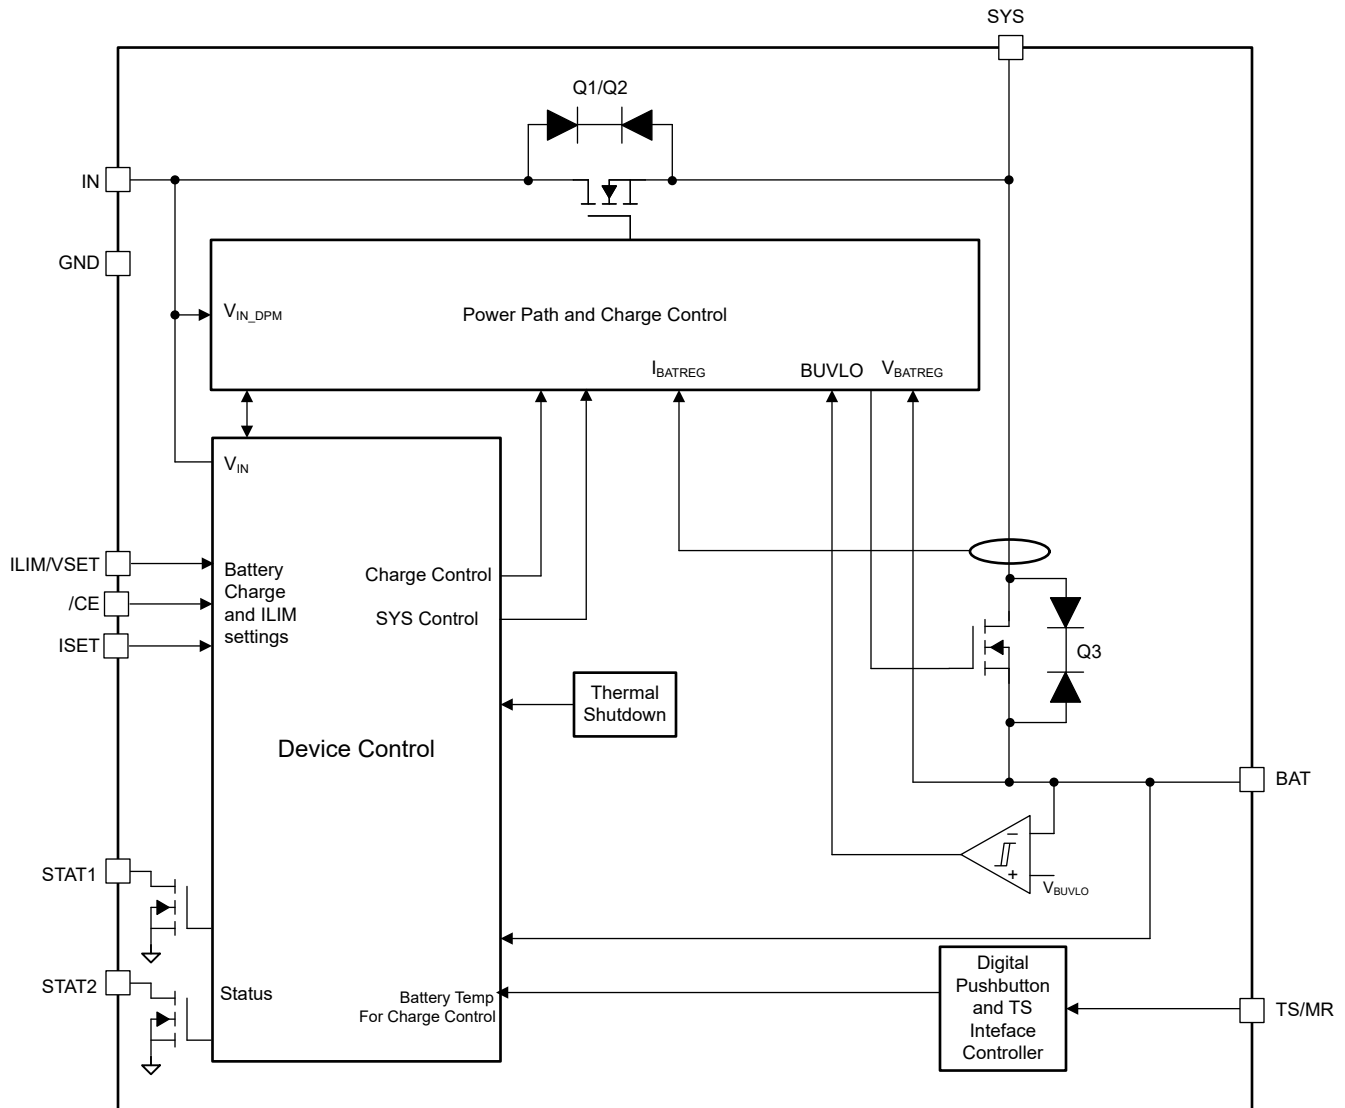 SYS
Q1/Q2
IN
GND
VIN_DPM
Power Path and Charge Control
IBATREG
BUVLO
VBATREG
VIN
ILIM/VSET
/CE
ISET
Battery
Charge
and ILIM
settings
Charge Control
SYS Control
Thermal
Shutdown
Q3
Device Control
BAT
−
+
VBUVLO
STAT1
STAT2
Status
Battery Temp
For Charge Control
Digital
Pushbutton
and TS
Inteface
Controller
TS/MR